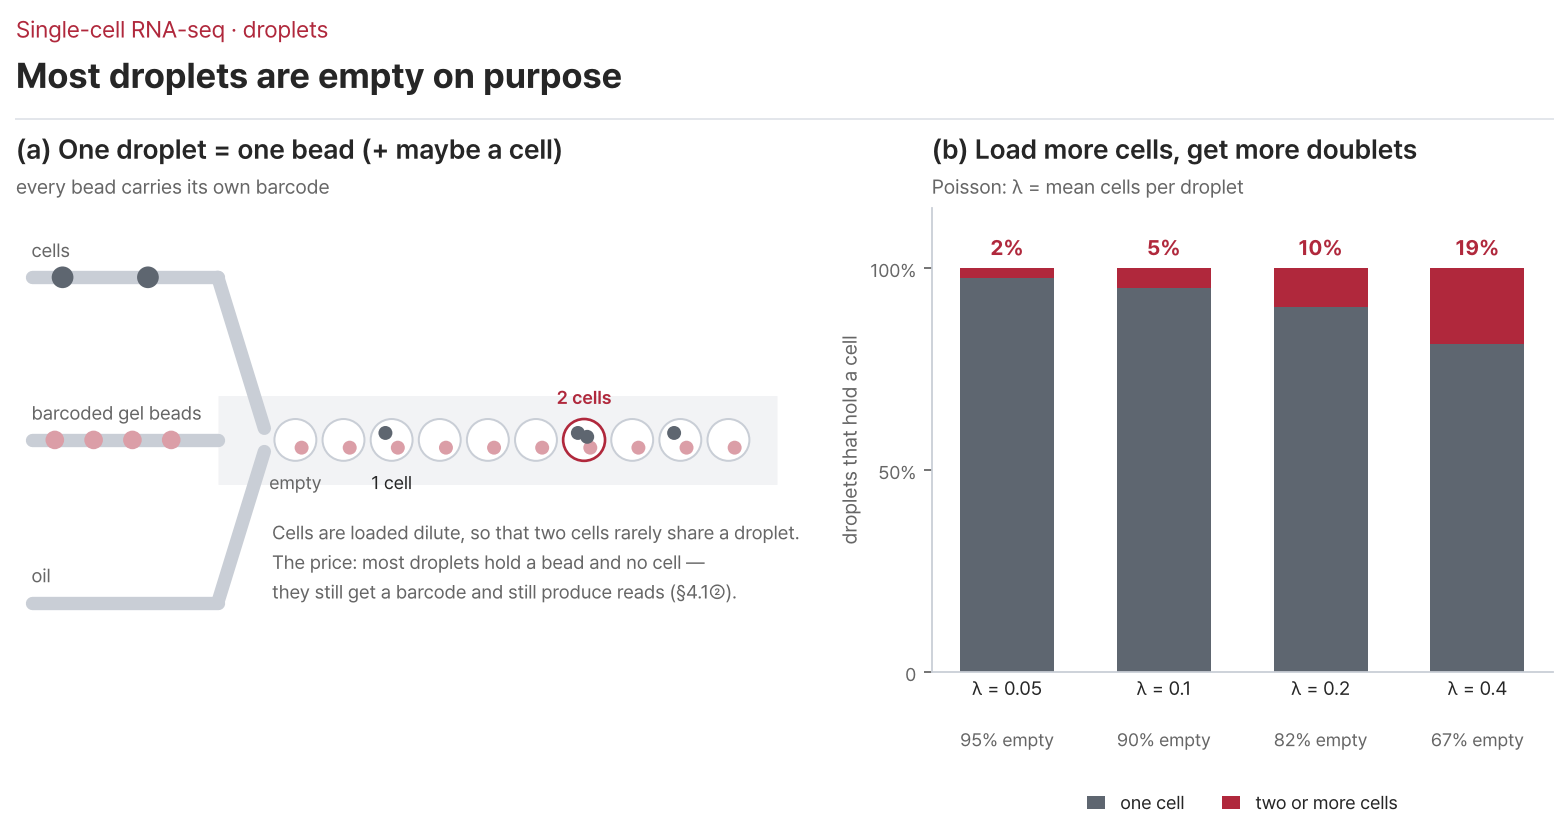 Single-cell RNA-seq · droplets
Most droplets are empty on purpose
(a) One droplet = one bead (+ maybe a cell)
every bead carries its own barcode
cells
barcoded gel beads
oil
2 cells
empty
1 cell
Cells are loaded dilute, so that two cells rarely share a droplet.
The price: most droplets hold a bead and no cell —
they still get a barcode and still produce reads (§4.1②).
(b) Load more cells, get more doublets
Poisson: λ = mean cells per droplet
droplets that hold a cell
100%
50%
0
2%
5%
10%
19%
λ = 0.05
λ = 0.1
λ = 0.2
λ = 0.4
95% empty
90% empty
82% empty
67% empty
one cell
two or more cells